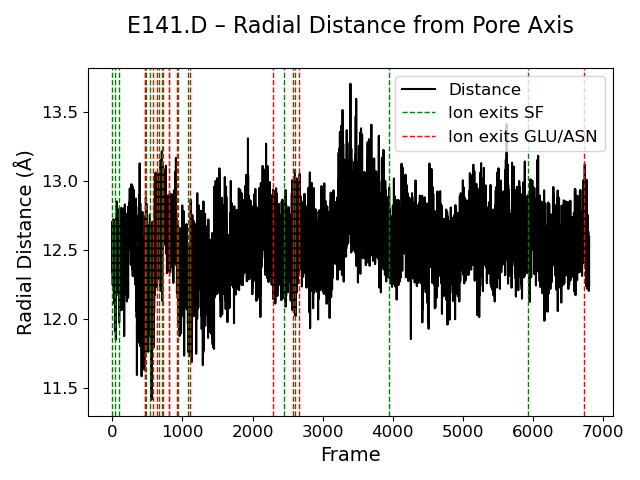 E141.D – Radial Distance from Pore Axis
Distance
Ion exits SF
Ion exits GLU/ASN
Radial Distance (Å)
13.5
13.0
12.5
12.0
11.5
0 1000 2000 3000 4000 5000 6000 7000
Frame